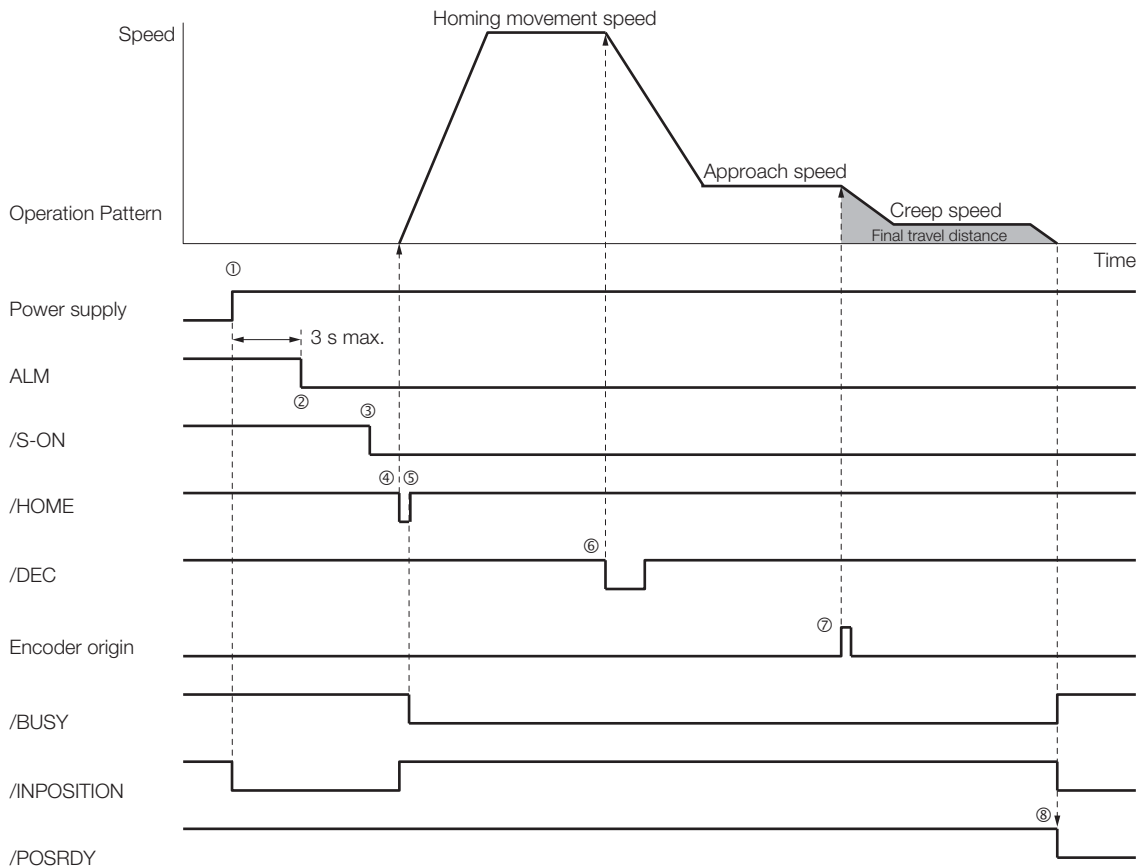 Homing movement speed
Speed
Approach speed
Operation Pattern
Creep speed
Final travel distance
Time
①
Power supply
3 s max.
ALM
②
③
/S-ON
④ ⑤
/HOME
⑥
/DEC
⑦
Encoder origin
/BUSY
/INPOSITION
⑧
/POSRDY